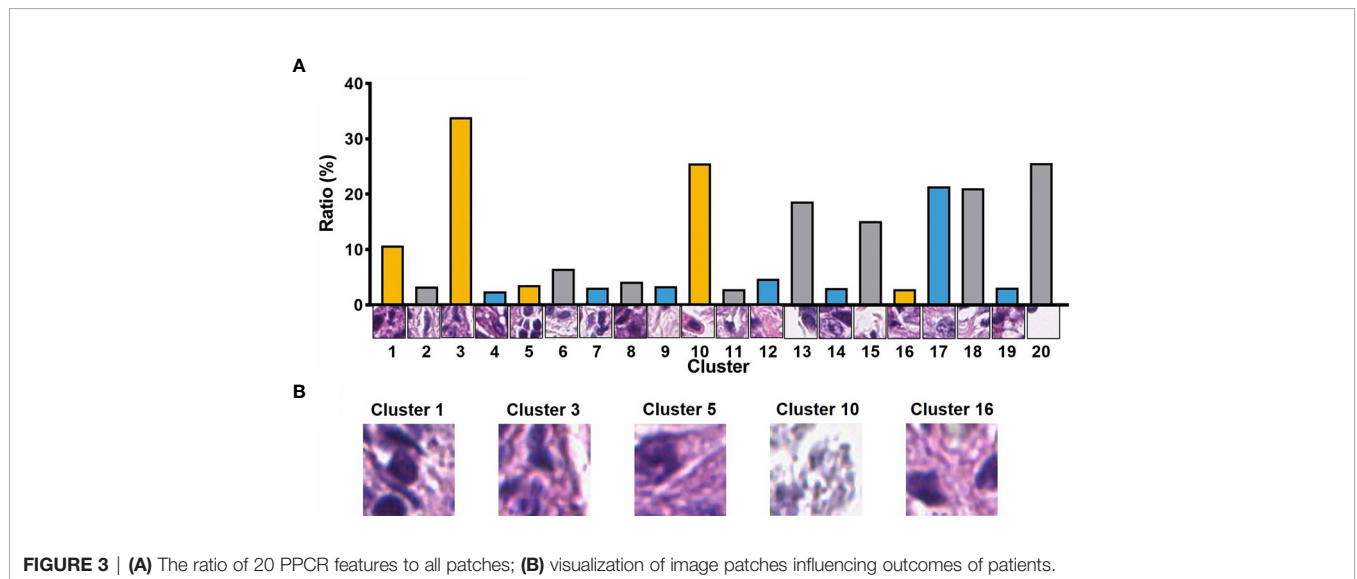 A
40
30
20
10
0
Ratio (%)
1 2 3 4 5 6 7 8 9 10 11 12 13 14 15 16 17 18 19 20
Cluster
B
Cluster 1 Cluster 3 Cluster 5 Cluster 10 Cluster 16
FIGURE 3 | (A) The ratio of 20 PPCR features to all patches; (B) visualization of image patches influencing outcomes of patients.